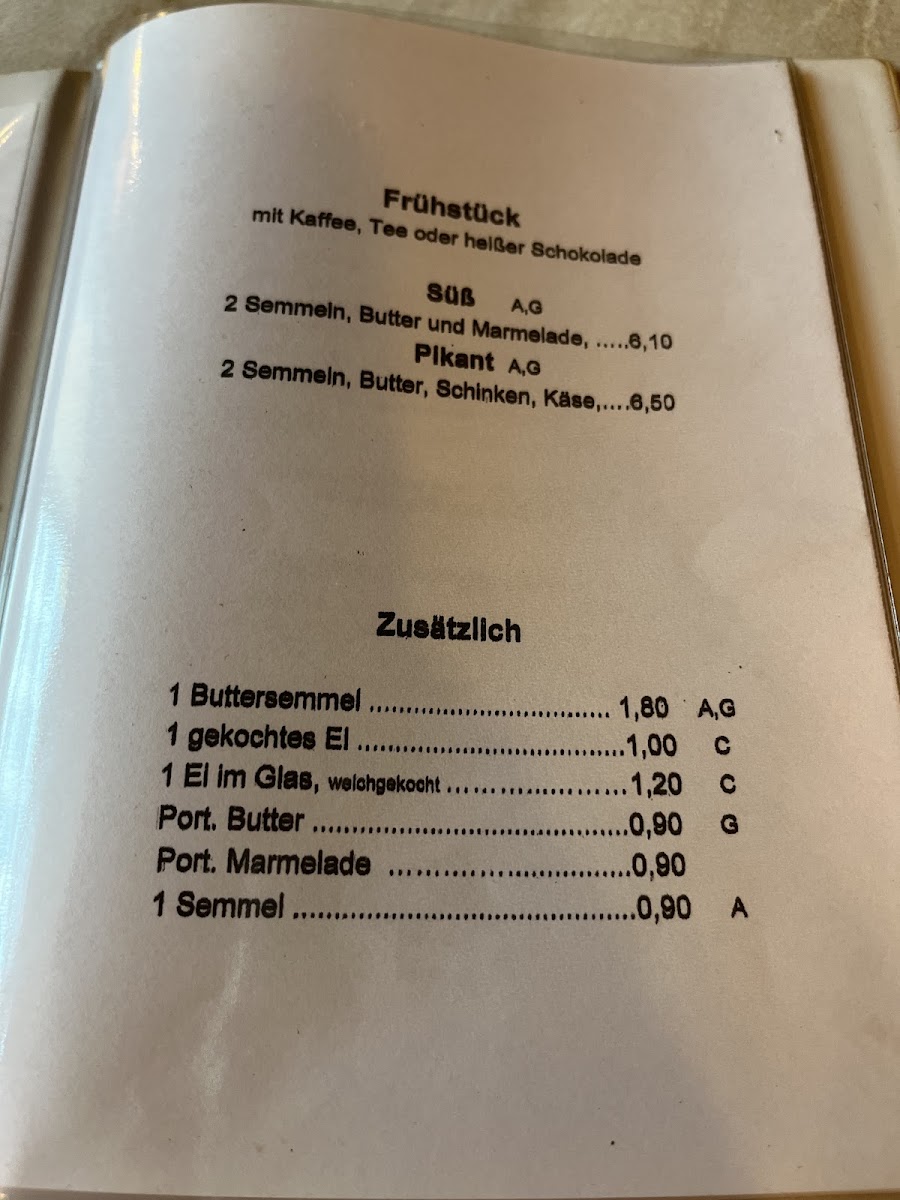 Frühstück
mit Kaffee, Tee oder heißer Schokolade
Süß A,G
2 Semmeln, Butter und Marmelade, .....6,10
Pikant A,G
2 Semmeln, Butter, Schinken, Käse,....6,50
Zusätzlich
1 Buttersemmel ................................ 1,80 A,G
1 gekochtes Ei ...................................1,00 C
1 Ei im Glas, weichgekocht ........................1,20 C
Port. Butter ..........................................0,90 G
Port. Marmelade ................................0,90
1 Semmel .............................................0,90 A